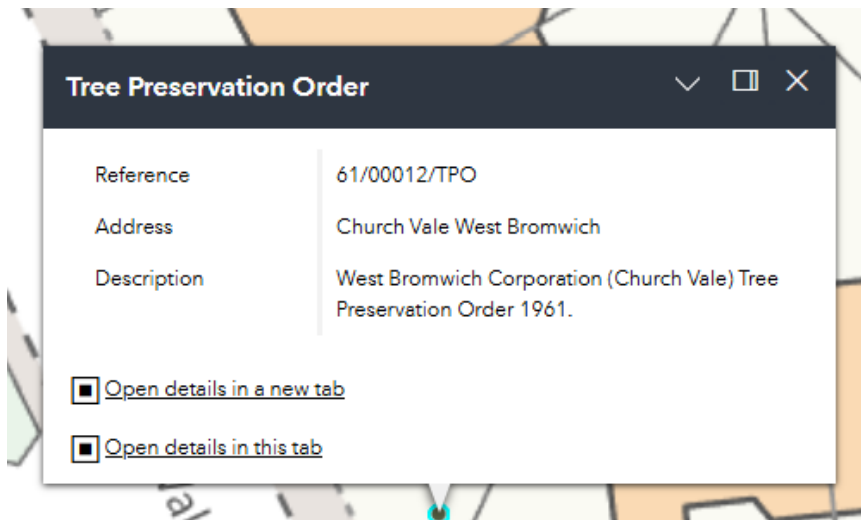 Tree Preservation Order
Reference 61/00012/TPO
Address Church Vale West Bromwich
Description West Bromwich Corporation (Church Vale) Tree
Preservation Order 1961.
Open details in a new tab
Open details in this tab